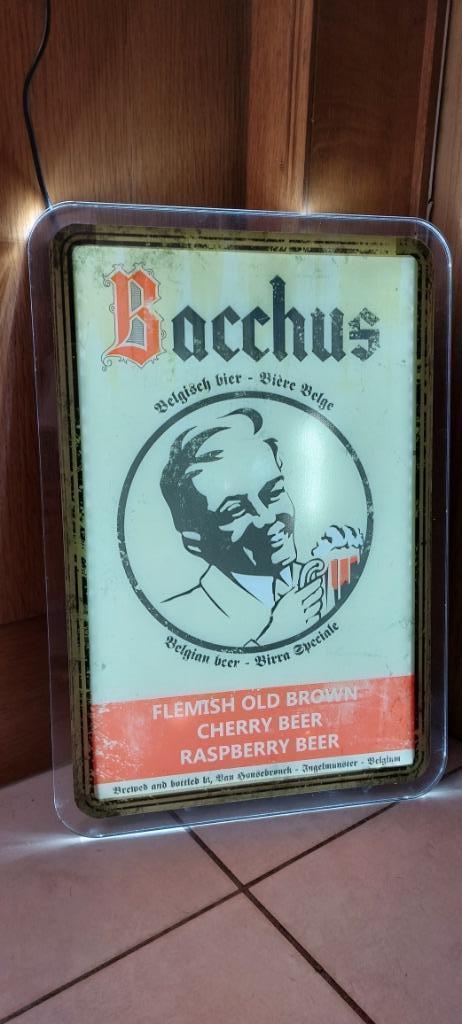 Bacchus
Belgisch bier - Bière Belge
Belgian beer - Birra Speciale
FLEMISH OLD BROWN
CHERRY BEER
RASPBERRY BEER
Brewed and bottled by Van Honsebrouck - Ingelmunster - Belgium